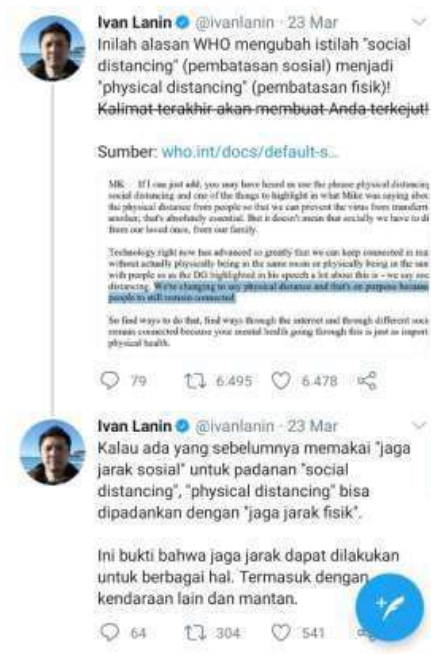 Ivan Lanin @ivanlanin · 23 Mar
Inilah alasan WHO mengubah istilah "social
distancing" (pembatasan sosial) menjadi
"physical distancing" (pembatasan fisik)!
Kalimat terakhir akan membuat Anda terkejut!
Sumber: who.int/docs/default-s...
MK If I can just add, you may have heard us use the phrase physical distancing
social distancing and one of the things to highlight in what Mike was saying about
the physical distance from people so that we can prevent the virus from transferri
another; that's absolutely essential. But it doesn't mean that socially we have to di
from our loved ones, from our family.
Technology right now has advanced so greatly that we can keep connected in
without actually physically being in the same room or physically being in the sam
with people so as the DG highlighted in his speech a lot about this is - we say soc
distancing. We're changing to say physical distance and that's on purpose because
people to still remain connected.
So find ways to do that, find ways through the internet and through different soci
remain connected because your mental health going through this is just as import
physical health.
79 6.495 6.478
Ivan Lanin @ivanlanin · 23 Mar
Kalau ada yang sebelumnya memakai "jaga
jarak sosial" untuk padanan "social
distancing", "physical distancing" bisa
dipadankan dengan "jaga jarak fisik".
Ini bukti bahwa jaga jarak dapat dilakukan
untuk berbagai hal. Termasuk dengan
kendaraan lain dan mantan.
64 304 541